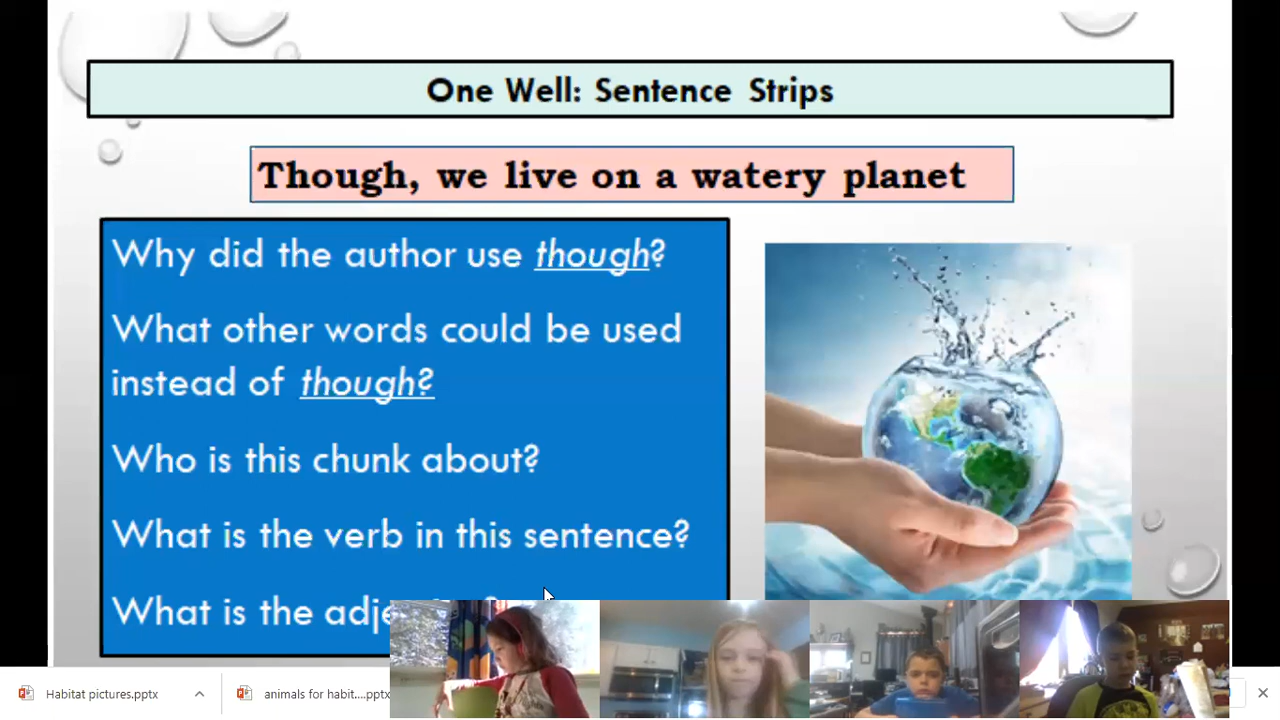 One Well: Sentence Strips
Though, we live on a watery planet
Why did the author use though?
What other words could be used
instead of though?
Who is this chunk about?
What is the verb in this sentence?
What is the
Habitat pictures.pptx
animals for habit....pptx